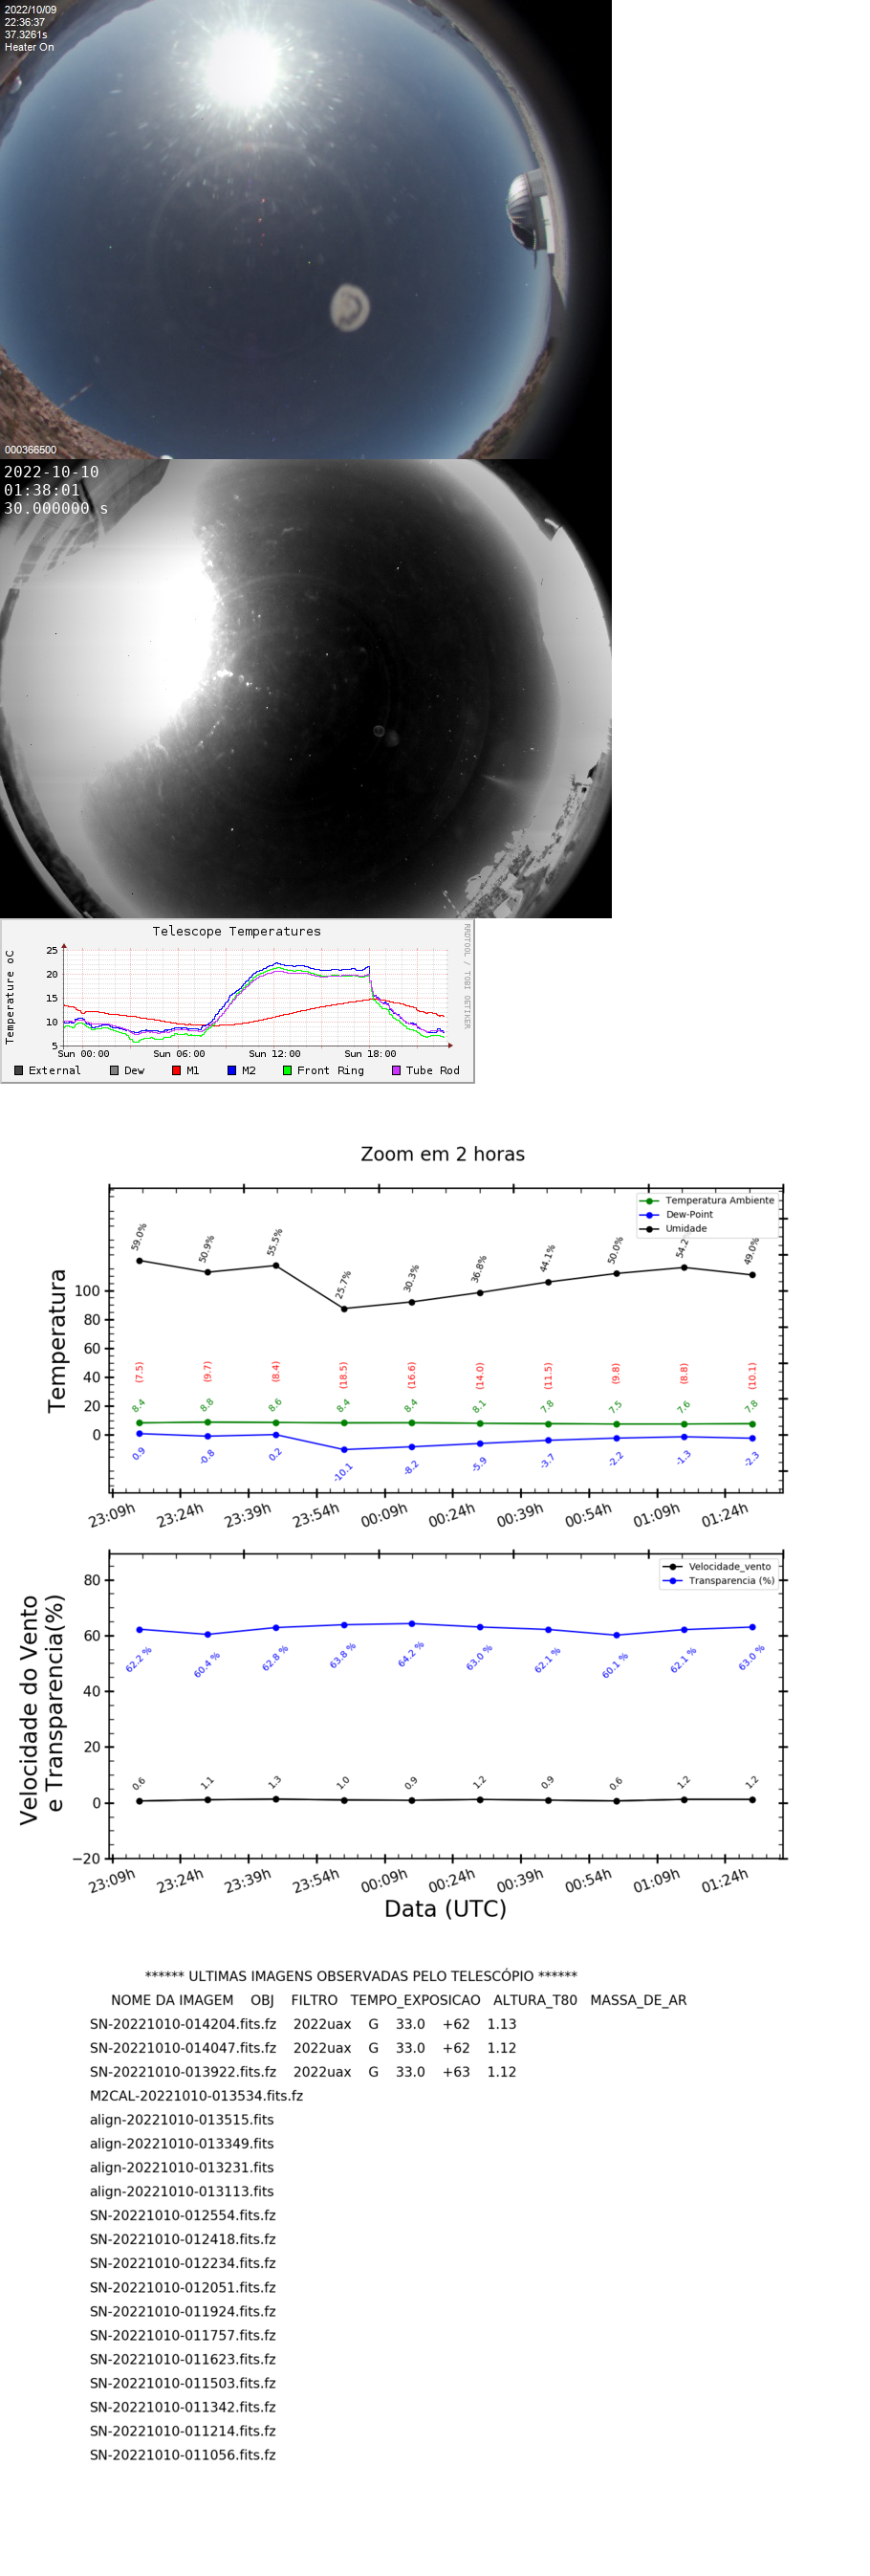 2022/10/09
22:36:37
37.3261s
Heater On
000366500
2022-10-10
01:38:01
30.000000 s
Telescope Temperatures
RRDTOOL / TOBI OETIKER
Temperature oC
25
20
15
10
5
Sun 00:00 Sun 06:00 Sun 12:00 Sun 18:00
External Dew M1 M2 Front Ring Tube Rod
Zoom em 2 horas
Temperatura Ambiente
Dew-Point
Umidade
59.0% 50.9% 55.5% 25.7% 30.3% 36.8% 44.1% 50.0% 54.2 49.0%
Temperatura
100
80
60
40
20
0
(7.5) (9.7) (8.4) (18.5) (16.6) (14.0) (11.5) (9.8) (8.8) (10.1)
8.4 8.8 8.6 8.4 8.4 8.1 7.8 7.5 7.6 7.8
0.9 -0.8 0.2 -10.1 -8.2 -5.9 -3.7 -2.2 -1.3 -2.3
23:09h 23:24h 23:39h 23:54h 00:09h 00:24h 00:39h 00:54h 01:09h 01:24h
Velocidade_vento
Transparencia (%)
Velocidade do Vento
e Transparencia(%)
80
60
40
20
0
−20
62.2 % 60.4 % 62.8 % 63.8 % 64.2 % 63.0 % 62.1 % 60.1 % 62.1 % 63.0 %
0.6 1.1 1.3 1.0 0.9 1.2 0.9 0.6 1.2 1.2
23:09h 23:24h 23:39h 23:54h 00:09h 00:24h 00:39h 00:54h 01:09h 01:24h
Data (UTC)
****** ULTIMAS IMAGENS OBSERVADAS PELO TELESCÓPIO ******
NOME DA IMAGEM OBJ FILTRO TEMPO_EXPOSICAO ALTURA_T80 MASSA_DE_AR
SN-20221010-014204.fits.fz 2022uax G 33.0 +62 1.13
SN-20221010-014047.fits.fz 2022uax G 33.0 +62 1.12
SN-20221010-013922.fits.fz 2022uax G 33.0 +63 1.12
M2CAL-20221010-013534.fits.fz
align-20221010-013515.fits
align-20221010-013349.fits
align-20221010-013231.fits
align-20221010-013113.fits
SN-20221010-012554.fits.fz
SN-20221010-012418.fits.fz
SN-20221010-012234.fits.fz
SN-20221010-012051.fits.fz
SN-20221010-011924.fits.fz
SN-20221010-011757.fits.fz
SN-20221010-011623.fits.fz
SN-20221010-011503.fits.fz
SN-20221010-011342.fits.fz
SN-20221010-011214.fits.fz
SN-20221010-011056.fits.fz